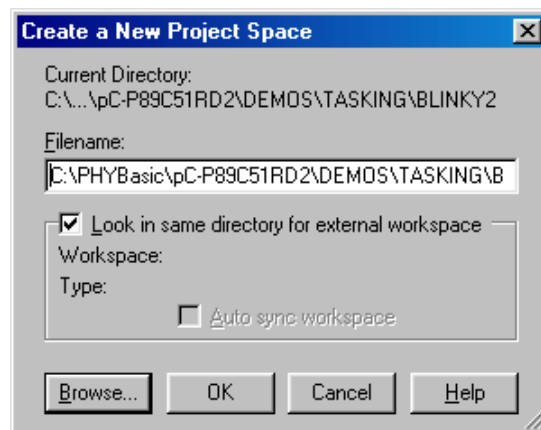 Create a New Project Space
Current Directory:
C:\...\pC-P89C51RD2\DEMOS\TASKING\BLINKY2
Filename:
C:\PHYBasic\pC-P89C51RD2\DEMOS\TASKING\B
Look in same directory for external workspace
Workspace:
Type:
Auto sync workspace
Browse... OK Cancel Help